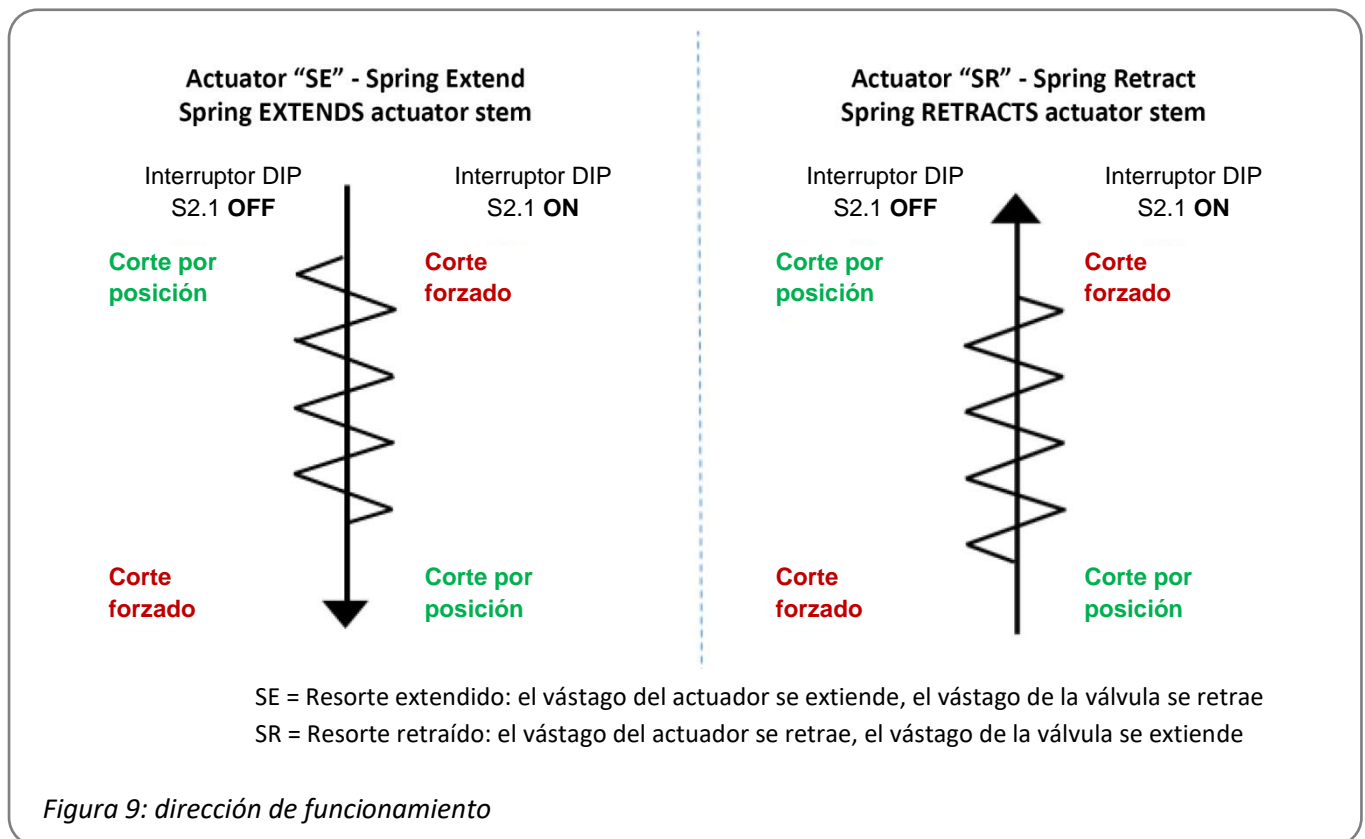 Actuator “SE” - Spring Extend
Spring EXTENDS actuator stem
Interruptor DIP
S2.1 OFF
Interruptor DIP
S2.1 ON
Corte por
posición
Corte
forzado
Corte
forzado
Corte por
posición
Actuator “SR” - Spring Retract
Spring RETRACTS actuator stem
Interruptor DIP
S2.1 OFF
Interruptor DIP
S2.1 ON
Corte por
posición
Corte
forzado
Corte
forzado
Corte por
posición
SE = Resorte extendido: el vástago del actuador se extiende, el vástago de la válvula se retrae
SR = Resorte retraído: el vástago del actuador se retrae, el vástago de la válvula se extiende
Figura 9: dirección de funcionamiento